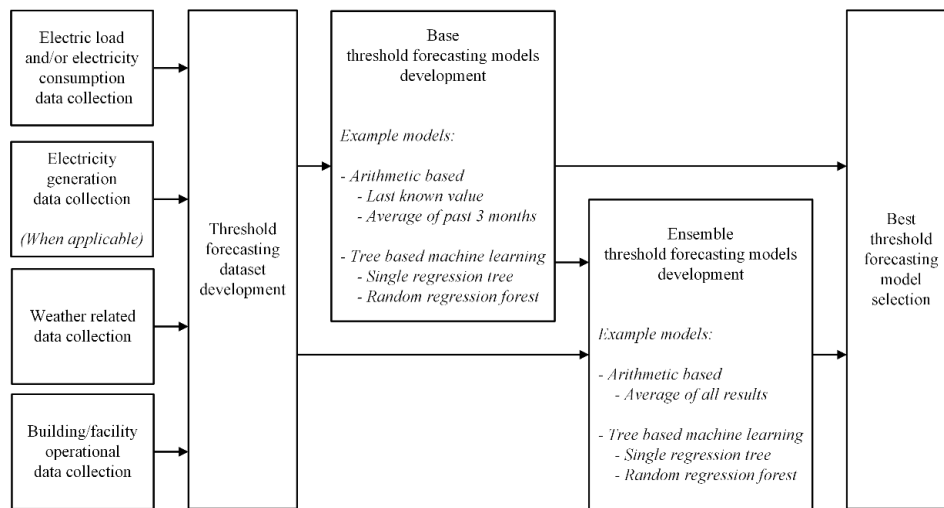 Electric load
and/or electricity
consumption
data collection
Electricity
generation
data collection
(When applicable)
Weather related
data collection
Building/facility
operational
data collection
Threshold
forecasting
dataset
development
Base
threshold forecasting models
development
Example models:
- Arithmetic based
- Last known value
- Average of past 3 months
- Tree based machine learning
- Single regression tree
- Random regression forest
Ensemble
threshold forecasting models
development
Example models:
- Arithmetic based
- Average of all results
- Tree based machine learning
- Single regression tree
- Random regression forest
Best
threshold
forecasting
model
selection